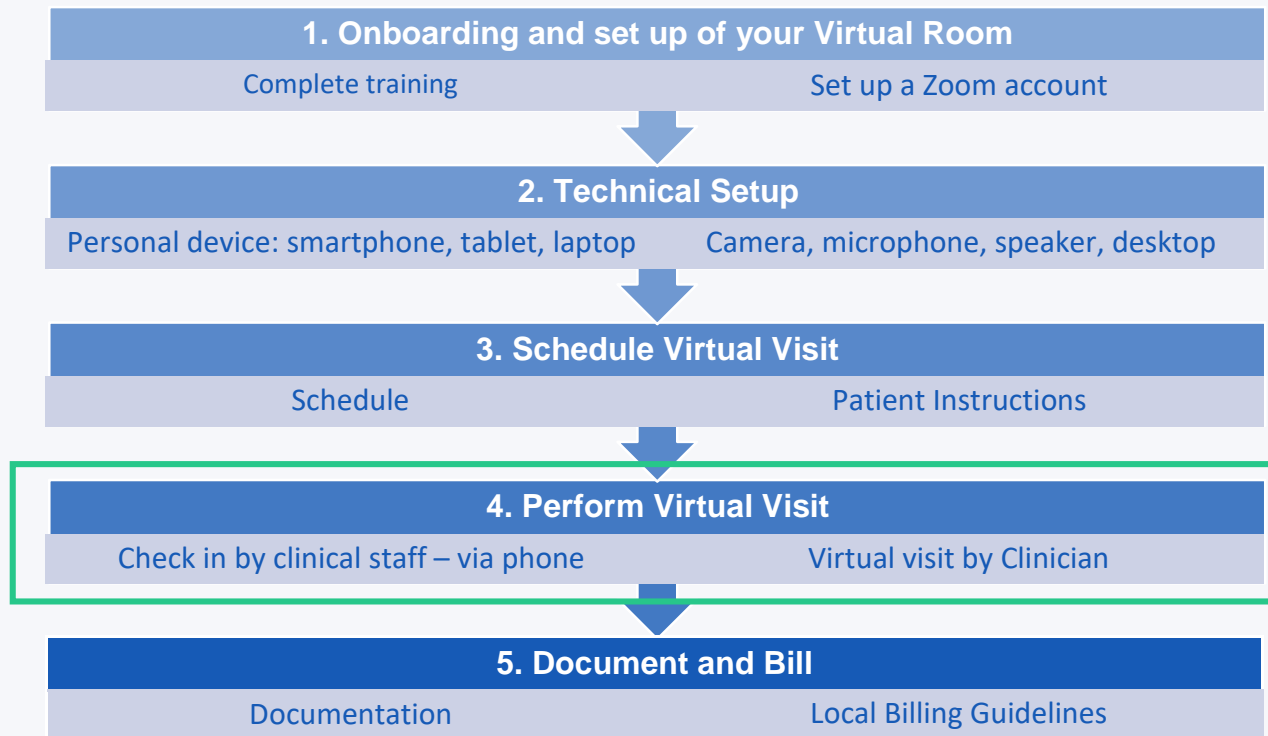 1. Onboarding and set up of your Virtual Room
Complete training
Set up a Zoom account
2. Technical Setup
Personal device: smartphone, tablet, laptop
Camera, microphone, speaker, desktop
3. Schedule Virtual Visit
Schedule
Patient Instructions
4. Perform Virtual Visit
Check in by clinical staff – via phone
Virtual visit by Clinician
5. Document and Bill
Documentation
Local Billing Guidelines